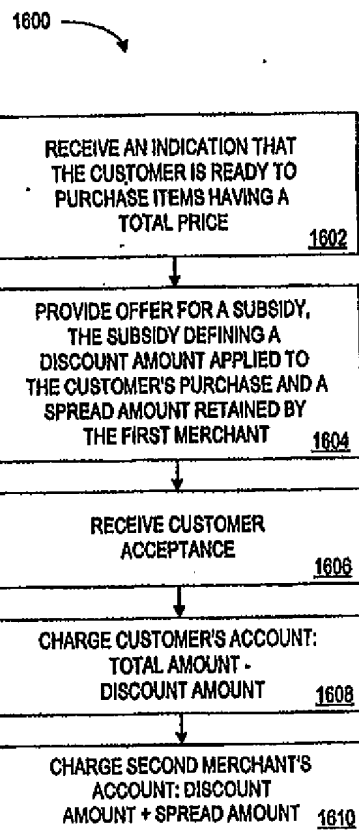 1600
RECEIVE AN INDICATION THAT
THE CUSTOMER IS READY TO
PURCHASE ITEMS HAVING A
TOTAL PRICE
1602
PROVIDE OFFER FOR A SUBSIDY,
THE SUBSIDY DEFINING A
DISCOUNT AMOUNT APPLIED TO
THE CUSTOMER'S PURCHASE AND A
SPREAD AMOUNT RETAINED BY
THE FIRST MERCHANT
1604
RECEIVE CUSTOMER
ACCEPTANCE
1606
CHARGE CUSTOMER'S ACCOUNT:
TOTAL AMOUNT -
DISCOUNT AMOUNT
1608
CHARGE SECOND MERCHANT'S
ACCOUNT: DISCOUNT
AMOUNT + SPREAD AMOUNT
1610